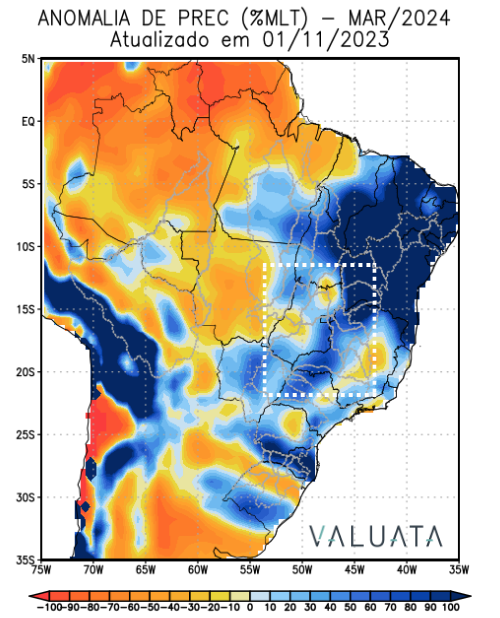 ANOMALIA DE PREC (%MLT) – MAR/2024
Atualizado em 01/11/2023
5N
EQ
5S
10S
15S
20S
25S
30S
35S
VALUATA
75W 70W 65W 60W 55W 50W 45W 40W 35W
-100-90-80-70-60-50-40-30-20-10 0 10 20 30 40 50 60 70 80 90 100